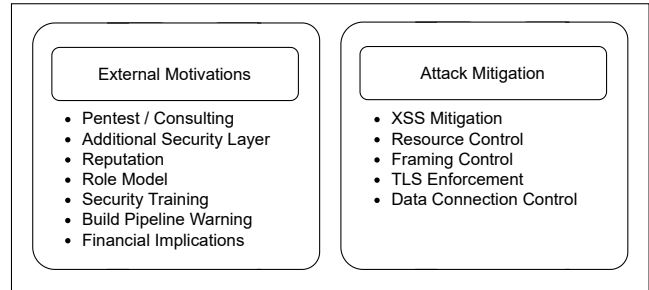 External Motivations
• Pentest / Consulting
• Additional Security Layer
• Reputation
• Role Model
• Security Training
• Build Pipeline Warning
• Financial Implications
Attack Mitigation
• XSS Mitigation
• Resource Control
• Framing Control
• TLS Enforcement
• Data Connection Control